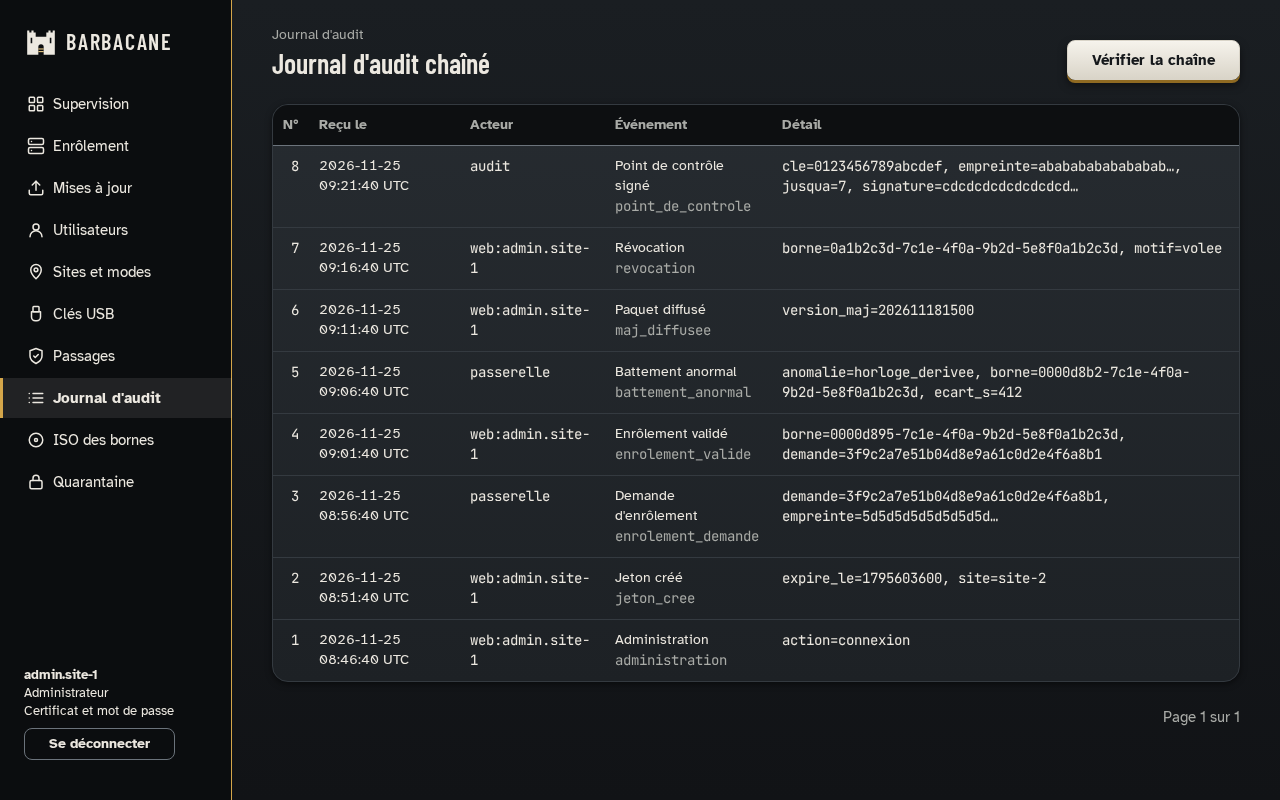 BARBACANE
Supervision
Enrôlement
Mises à jour
Utilisateurs
Sites et modes
Clés USB
Passages
Journal d'audit
ISO des bornes
Quarantaine
admin.site-1
Administrateur
Certificat et mot de passe
Se déconnecter
Journal d'audit
Journal d'audit chaîné
Vérifier la chaîne
N° Reçu le Acteur Événement Détail
8 2026-11-25 audit Point de contrôle cle=0123456789abcdef, empreinte=abababababababab…,
09:21:40 UTC signé jusqua=7, signature=cdcdcdcdcdcdcdcd…
point_de_controle
7 2026-11-25 web:admin.site- Révocation borne=0a1b2c3d-7c1e-4f0a-9b2d-5e8f0a1b2c3d, motif=volee
09:16:40 UTC 1 revocation
6 2026-11-25 web:admin.site- Paquet diffusé version_maj=202611181500
09:11:40 UTC 1 maj_diffusee
5 2026-11-25 passerelle Battement anormal anomalie=horloge_derivee, borne=0000d8b2-7c1e-4f0a-
09:06:40 UTC battement_anormal 9b2d-5e8f0a1b2c3d, ecart_s=412
4 2026-11-25 web:admin.site- Enrôlement validé borne=0000d895-7c1e-4f0a-9b2d-5e8f0a1b2c3d,
09:01:40 UTC 1 enrolement_valide demande=3f9c2a7e51b04d8e9a61c0d2e4f6a8b1
3 2026-11-25 passerelle Demande demande=3f9c2a7e51b04d8e9a61c0d2e4f6a8b1,
08:56:40 UTC d'enrôlement empreinte=5d5d5d5d5d5d5d5d…
enrolement_demande
2 2026-11-25 web:admin.site- Jeton créé expire_le=1795603600, site=site-2
08:51:40 UTC 1 jeton_cree
1 2026-11-25 web:admin.site- Administration action=connexion
08:46:40 UTC 1 administration
Page 1 sur 1